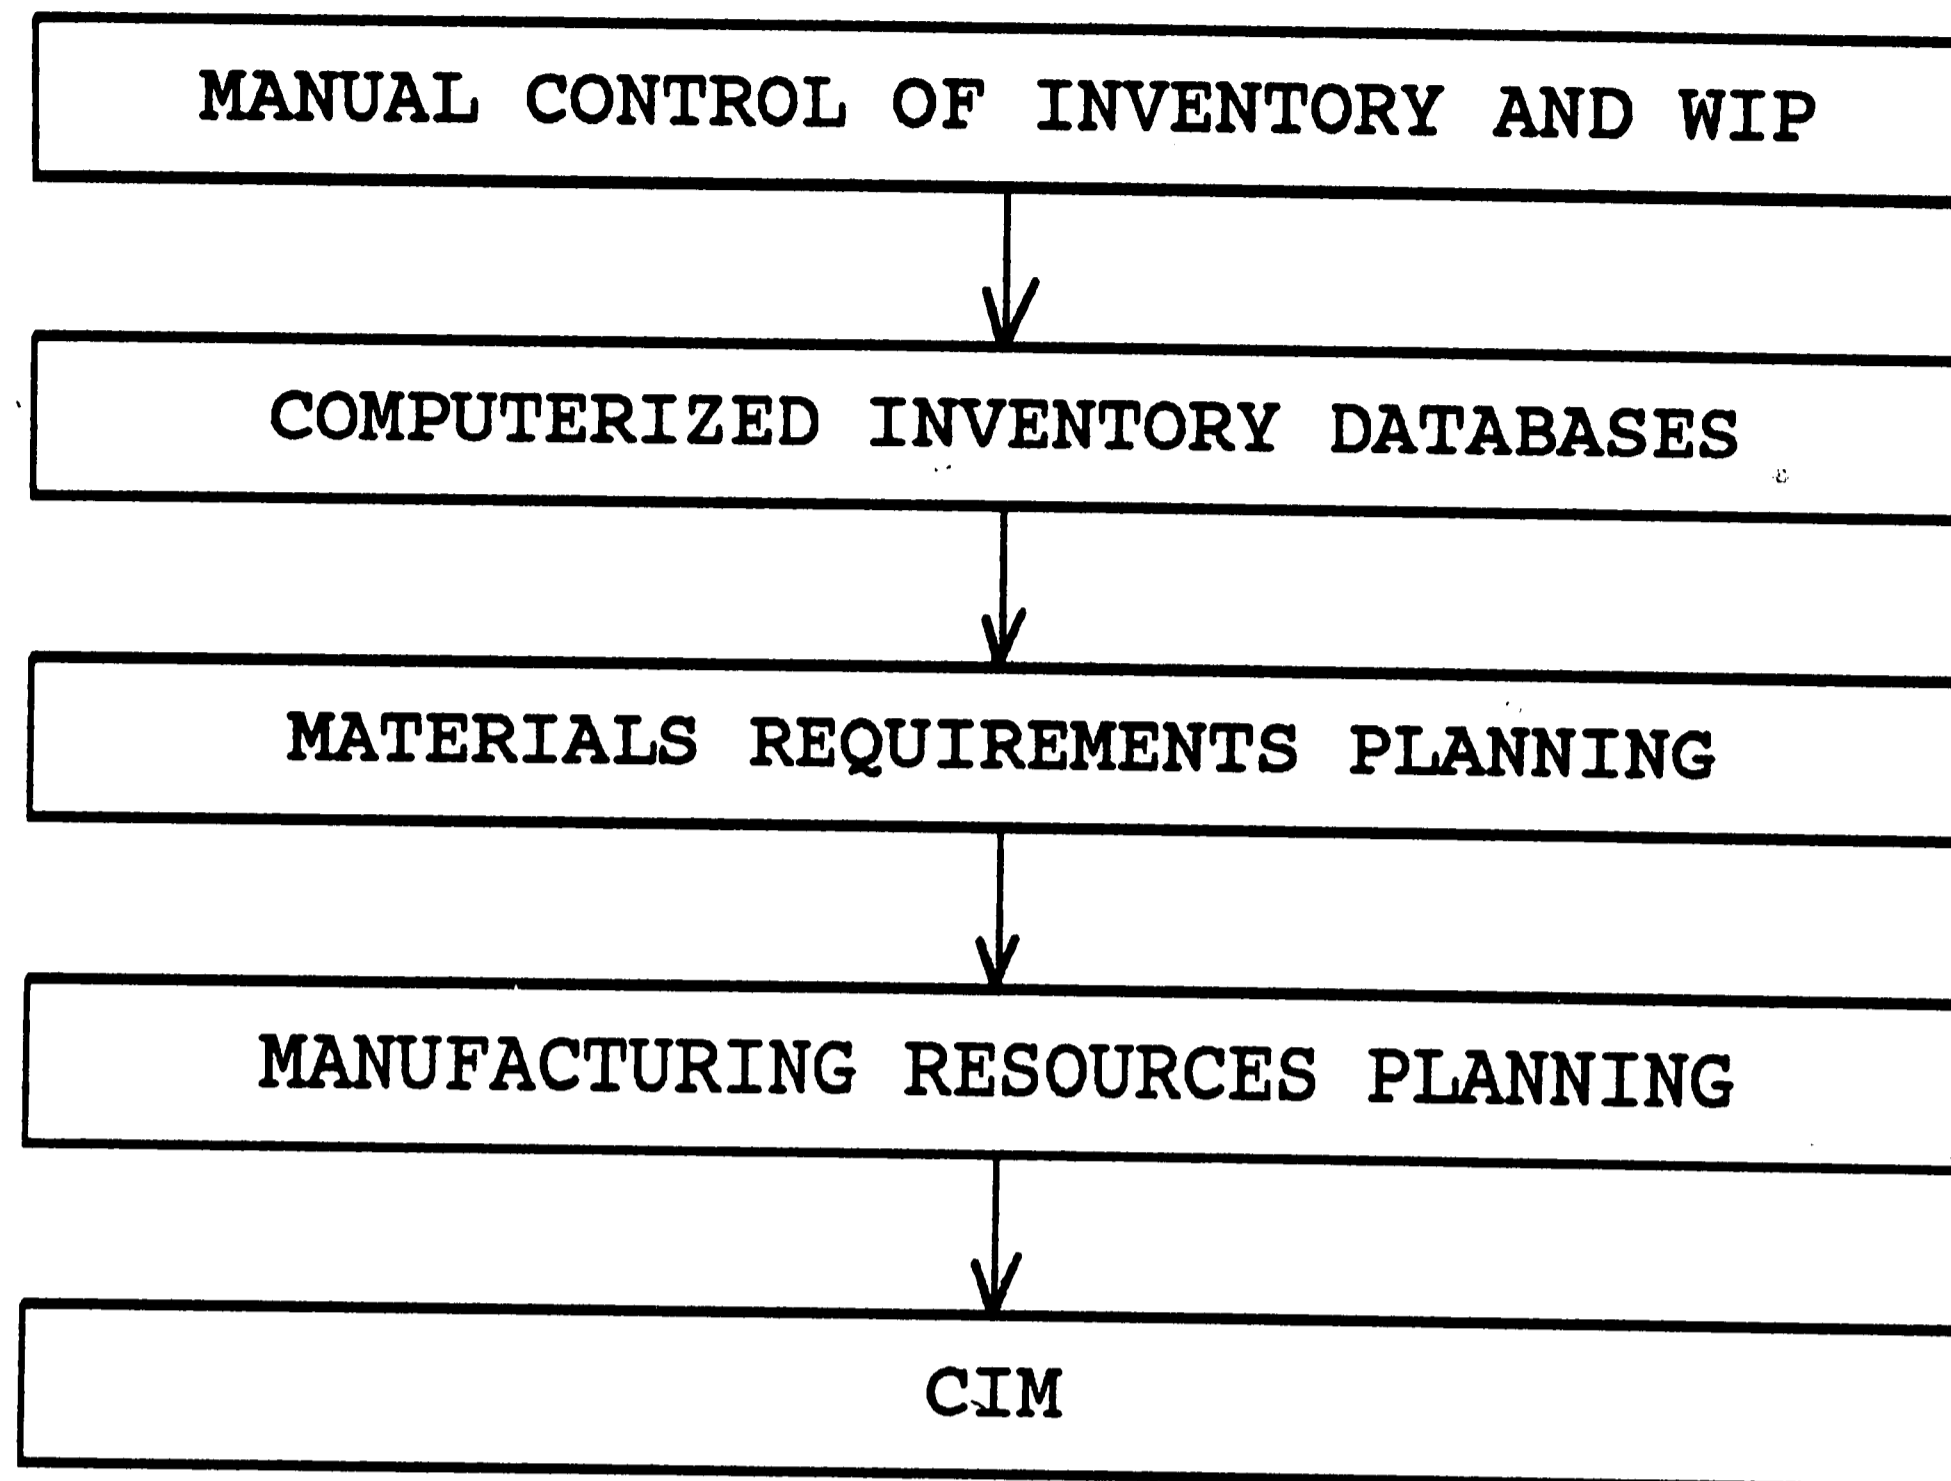 MANUAL CONTROL OF INVENTORY AND WIP
COMPUTERIZED INVENTORY DATABASES
MATERIALS REQUIREMENTS PLANNING
MANUFACTURING RESOURCES PLANNING
CIM